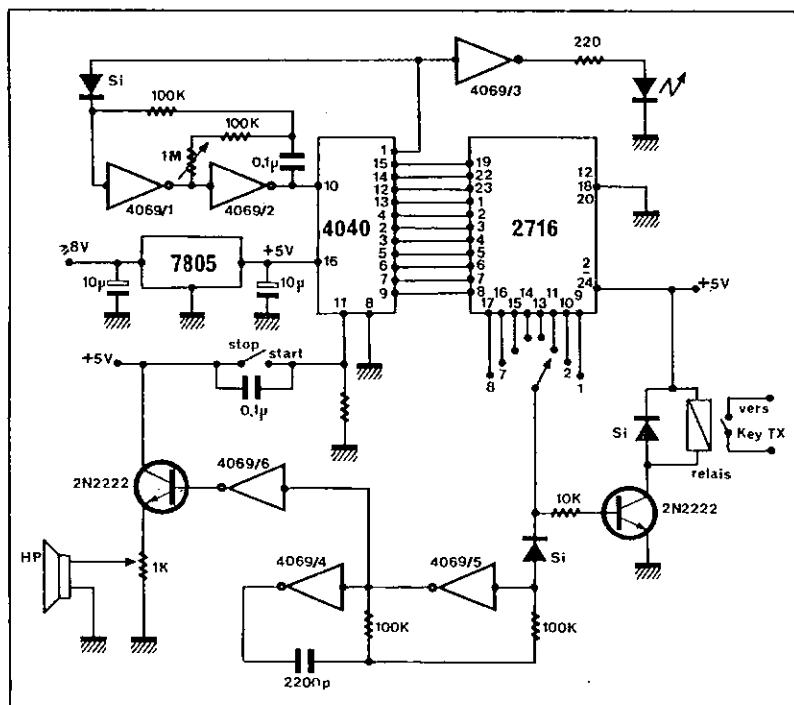 220
Si
4069/3
100K
100K
1M
0,1µ
4069/1
4069/2
10
1
15
14
12
13
4
2
3
5
6
7
9
4040
19
22
23
1
2
3
4
5
6
7
8
2716
12
18
20
≥8V
7805
+5V
16
10µ
10µ
11
8
2
24
+5V
17
16
15
14
13
11
10
9
8
7
2
1
+5V
stop
start
0,1µ
Si
vers
Key TX
relais
2N2222
4069/6
10K
2N2222
HP
1K
4069/4
4069/5
Si
100K
100K
2200p